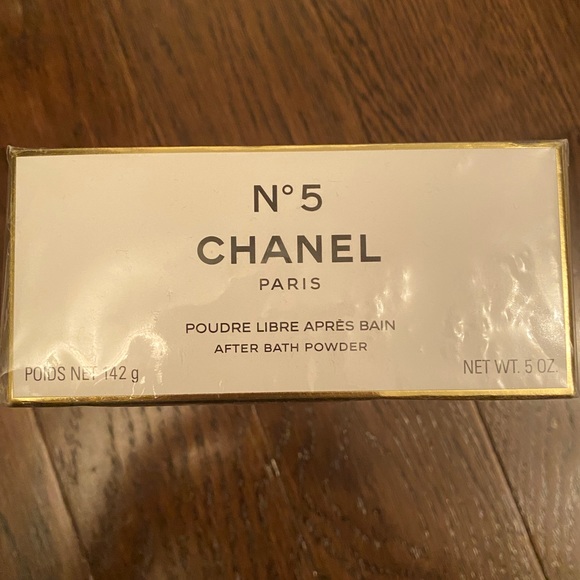 N°5
CHANEL
PARIS
POUDRE LIBRE APRÈS BAIN
AFTER BATH POWDER
POIDS NET 142 g
NET WT. 5 OZ.